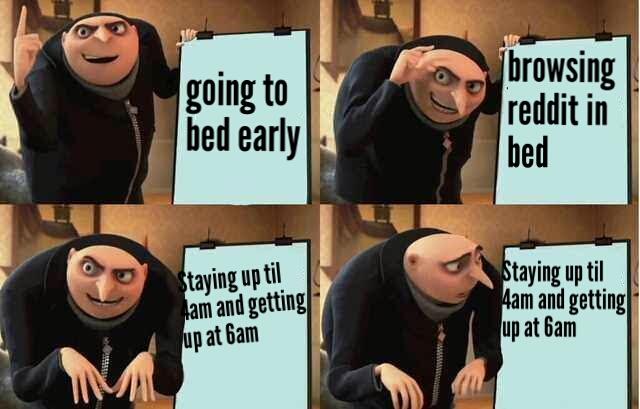 going to
bed early
browsing
reddit in
bed
Staying up til
4am and getting
up at 6am
Staying up til
4am and getting
up at 6am